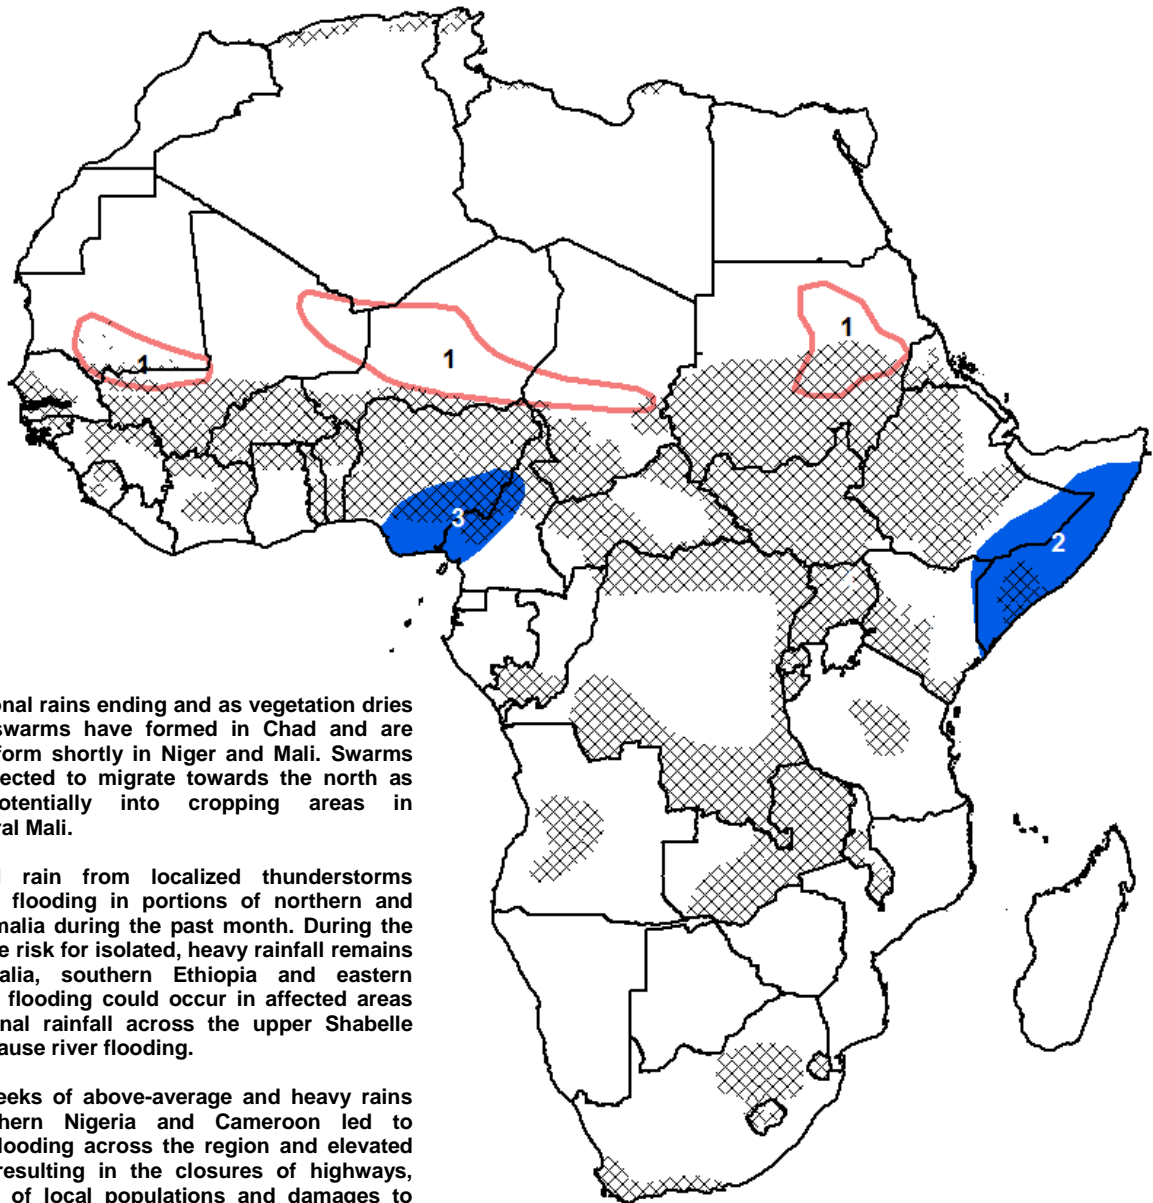 1
1
1
3
2
nal rains ending and as vegetation dries
swarms have formed in Chad and are
form shortly in Niger and Mali. Swarms
ected to migrate towards the north as
otentially into cropping areas in
al Mali.
rain from localized thunderstorms
flooding in portions of northern and
malia during the past month. During the
e risk for isolated, heavy rainfall remains
alia, southern Ethiopia and eastern
flooding could occur in affected areas
nal rainfall across the upper Shabelle
ause river flooding.
eeks of above-average and heavy rains
hern Nigeria and Cameroon led to
looding across the region and elevated
resulting in the closures of highways,
of local populations and damages to